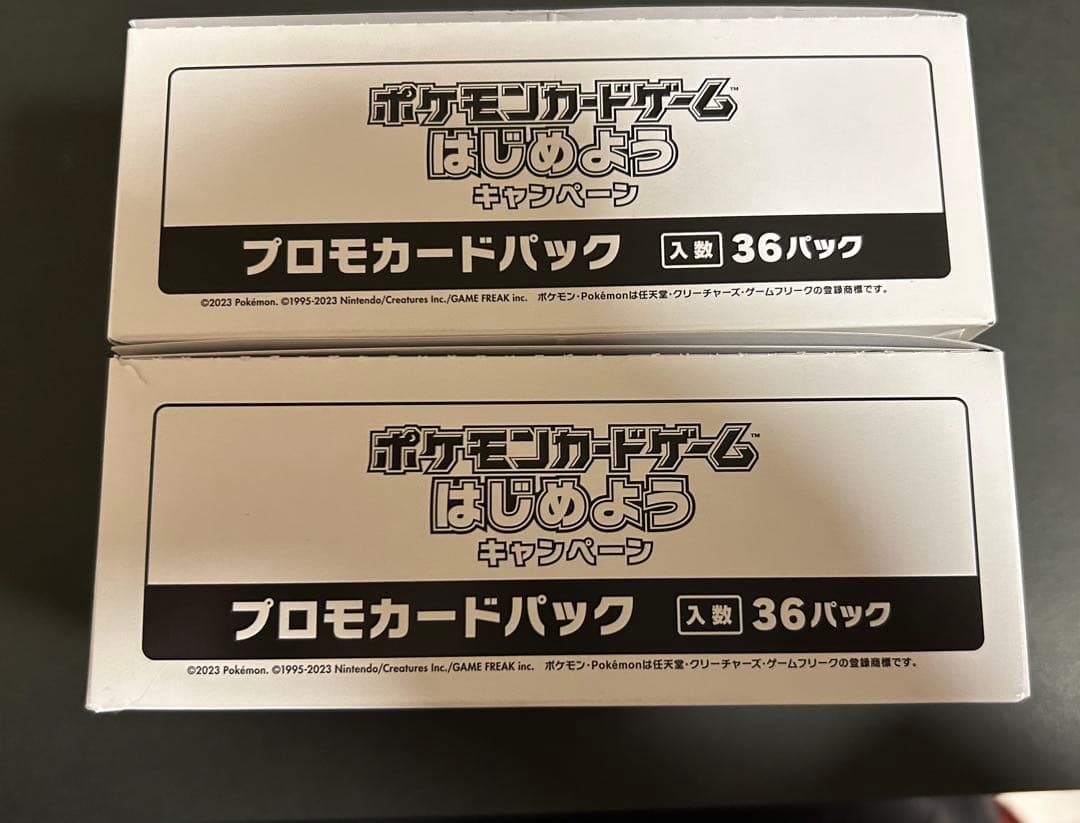 ポケモンカードゲーム™
はじめよう
キャンペーン
プロモカードパック 入数 36パック
©2023 Pokémon. ©1995-2023 Nintendo/Creatures Inc./GAME FREAK inc. ポケモン・Pokémonは任天堂・クリーチャーズ・ゲームフリークの登録商標です。
ポケモンカードゲーム™
はじめよう
キャンペーン
プロモカードパック 入数 36パック
©2023 Pokémon. ©1995-2023 Nintendo/Creatures Inc./GAME FREAK inc. ポケモン・Pokémonは任天堂・クリーチャーズ・ゲームフリークの登録商標です。